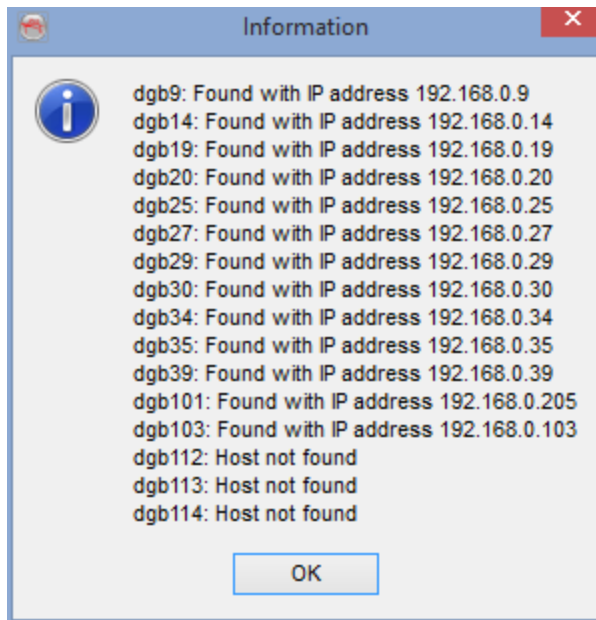 Information
dgb9: Found with IP address 192.168.0.9
dgb14: Found with IP address 192.168.0.14
dgb19: Found with IP address 192.168.0.19
dgb20: Found with IP address 192.168.0.20
dgb25: Found with IP address 192.168.0.25
dgb27: Found with IP address 192.168.0.27
dgb29: Found with IP address 192.168.0.29
dgb30: Found with IP address 192.168.0.30
dgb34: Found with IP address 192.168.0.34
dgb35: Found with IP address 192.168.0.35
dgb39: Found with IP address 192.168.0.39
dgb101: Found with IP address 192.168.0.205
dgb103: Found with IP address 192.168.0.103
dgb112: Host not found
dgb113: Host not found
dgb114: Host not found
OK